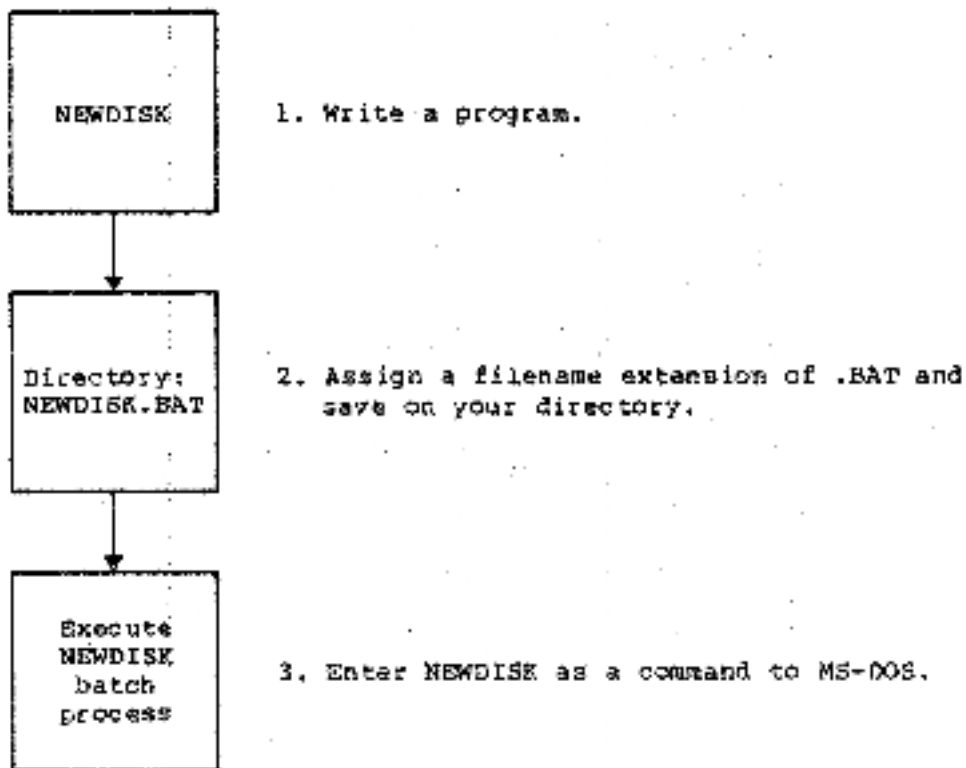 NEWDISK
1. Write a program.
Directory:
NEWDISK.BAT
2. Assign a filename extension of .BAT and
save on your directory.
Execute
NEWDISK
batch
process
3. Enter NEWDISK as a command to MS-DOS.